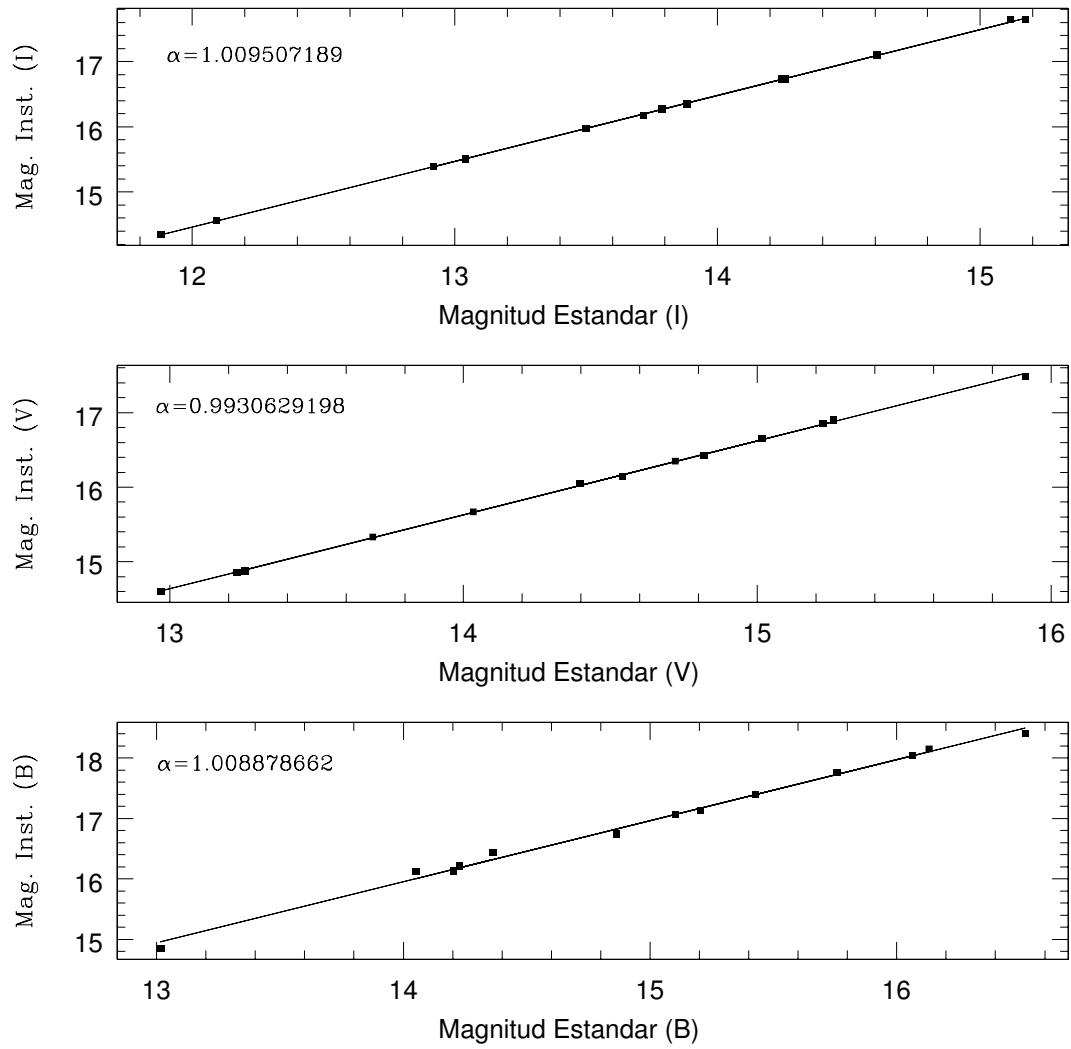 Mag. Inst. (I)
α=1.009507189
17
16
15
12 13 14 15
Magnitud Estandar (I)
Mag. Inst. (V)
α=0.9930629198
17
16
15
13 14 15 16
Magnitud Estandar (V)
Mag. Inst. (B)
α=1.008878662
18
17
16
15
13 14 15 16
Magnitud Estandar (B)